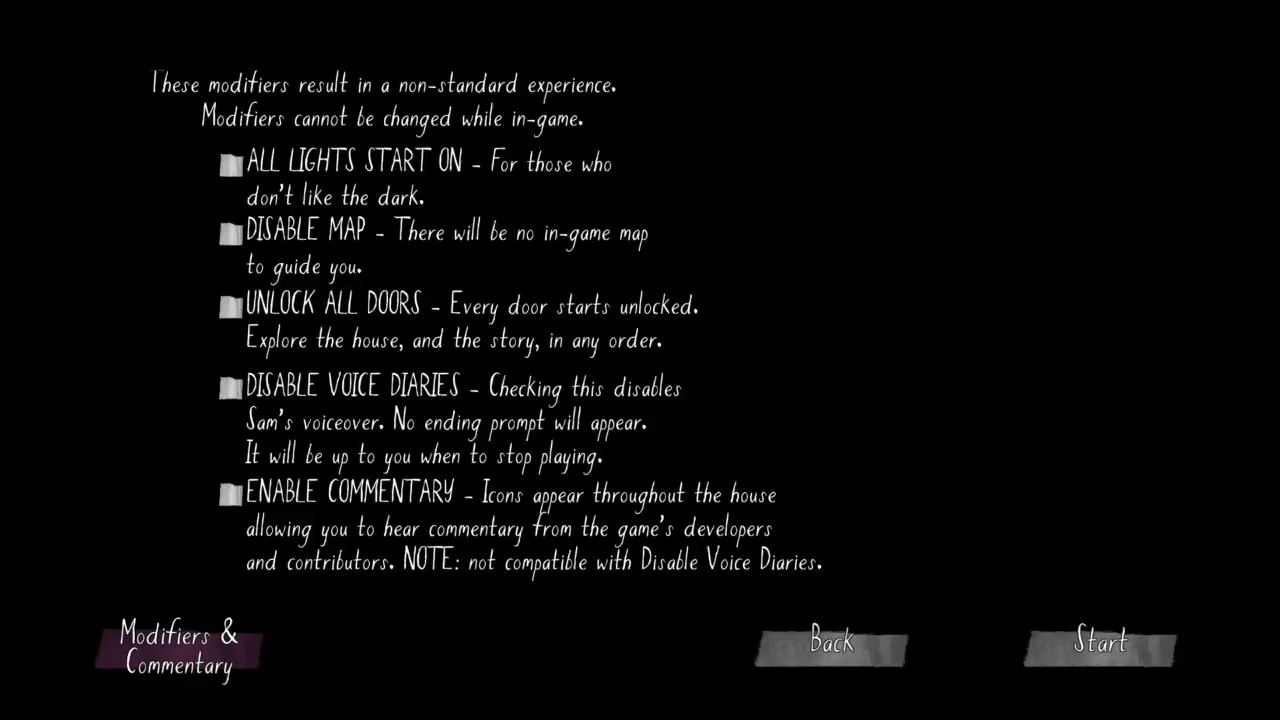 These modifiers result in a non-standard experience.
Modifiers cannot be changed while in-game.
ALL LIGHTS START ON - For those who
don't like the dark.
DISABLE MAP - There will be no in-game map
to guide you.
UNLOCK ALL DOORS - Every door starts unlocked.
Explore the house, and the story, in any order.
DISABLE VOICE DIARIES - Checking this disables
Sam's voiceover. No ending prompt will appear.
It will be up to you when to stop playing.
ENABLE COMMENTARY - Icons appear throughout the house
allowing you to hear commentary from the game's developers
and contributors. NOTE: not compatible with Disable Voice Diaries.
Modifiers &
Commentary
Back
Start